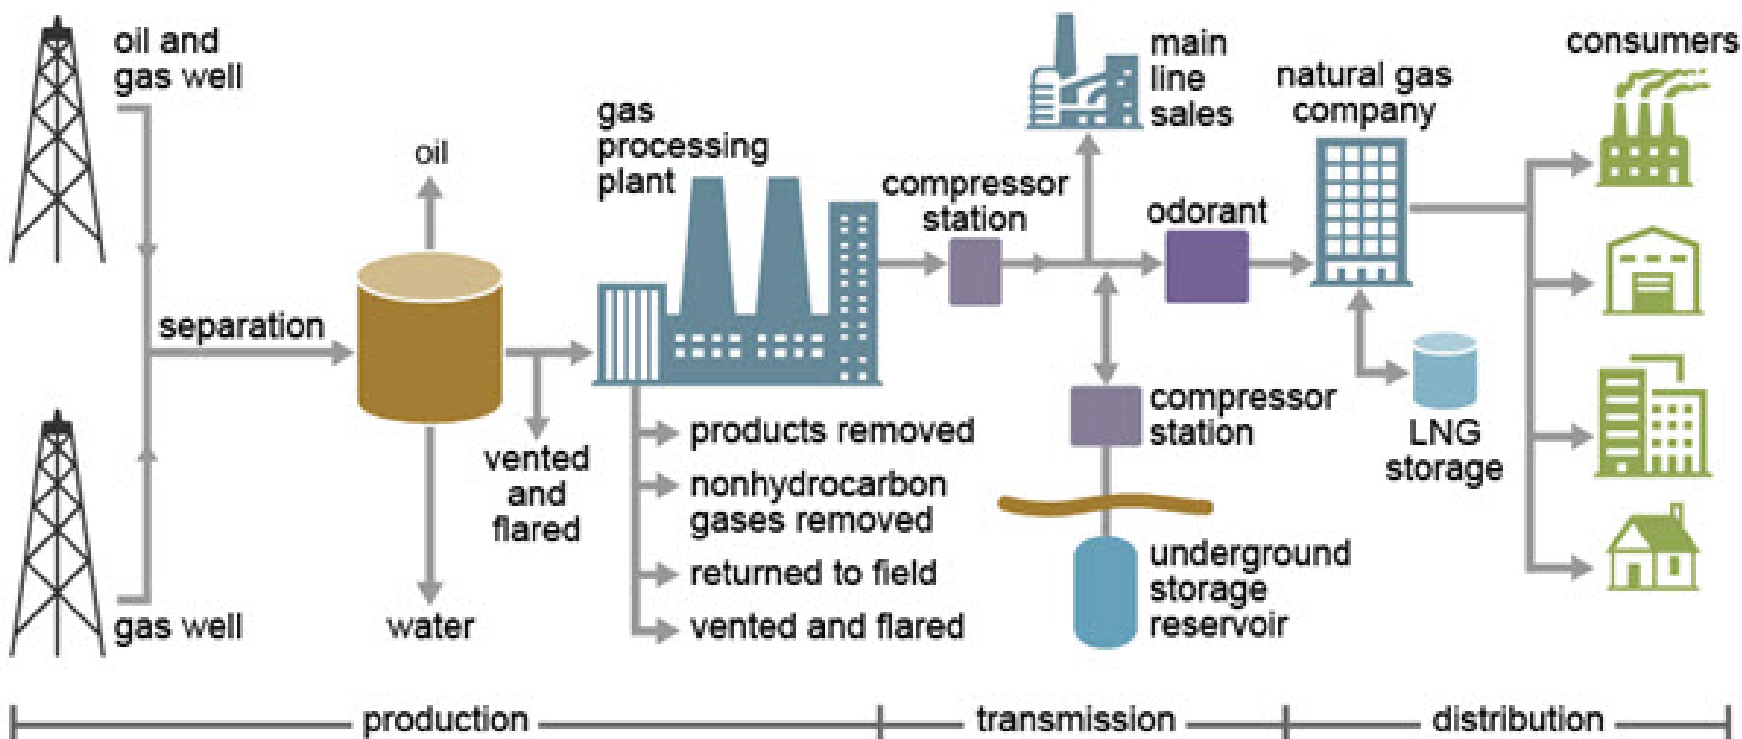 oil and
gas well
oil
separation
gas well
water
vented
and
flared
gas
processing
plant
products removed
nonhydrocarbon
gases removed
returned to field
vented and flared
compressor
station
main
line
sales
odorant
compressor
station
underground
storage
reservoir
natural gas
company
LNG
storage
consumers
production
transmission
distribution